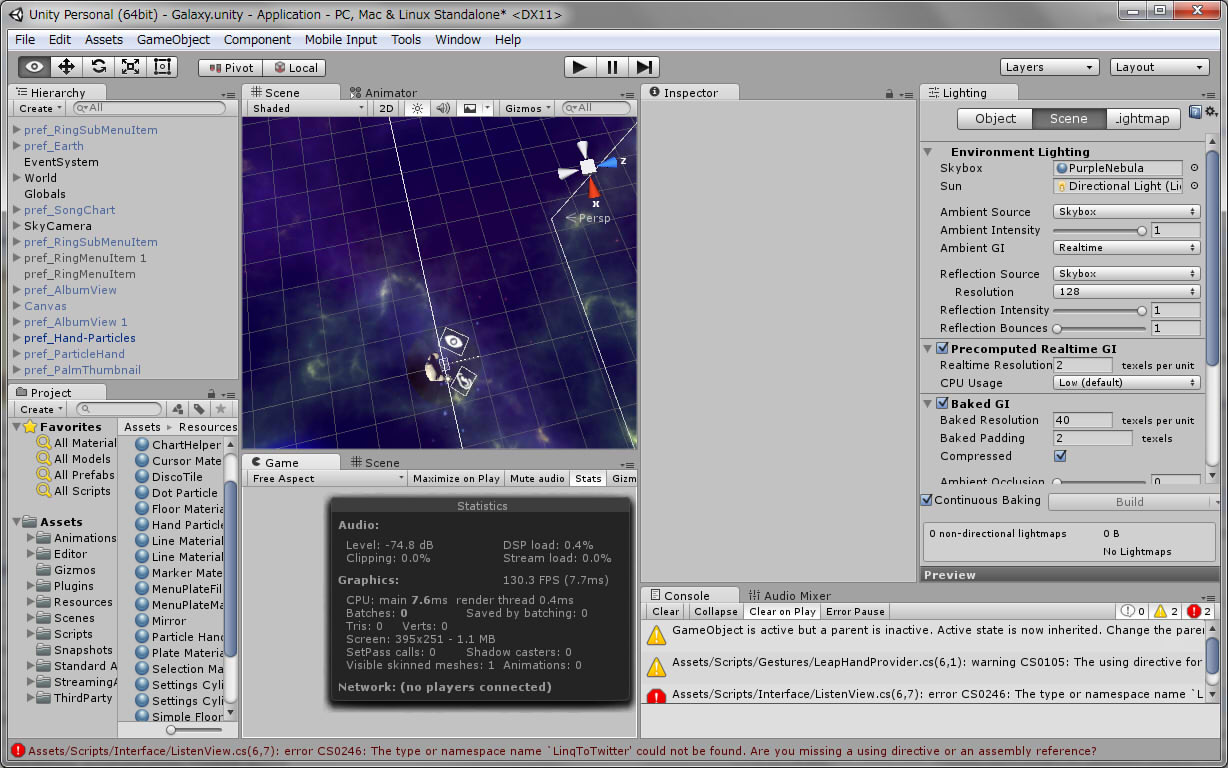 Unity Personal (64bit) - Galaxy.unity - Application - PC, Mac & Linux Standalone* <DX11>
File Edit Assets GameObject Component Mobile Input Tools Window Help
Pivot Local Layers Layout
Hierarchy
Create All
pref_RingSubMenuItem
pref_Earth
EventSystem
World
Globals
pref_SongChart
SkyCamera
pref_RingSubMenuItem
pref_RingMenuItem 1
pref_RingMenuItem
pref_AlbumView
Canvas
pref_AlbumView 1
pref_Hand-Particles
pref_ParticleHand
pref_PalmThumbnail
Scene Animator
Shaded 2D Gizmos All
z
x
Persp
Inspector
Lighting
Object Scene Lightmap
Environment Lighting
Skybox PurpleNebula
Sun Directional Light (Li
Ambient Source Skybox
Ambient Intensity 1
Ambient GI Realtime
Reflection Source Skybox
Resolution 128
Reflection Intensity 1
Reflection Bounces 1
Precomputed Realtime GI
Realtime Resolution 2 texels per unit
CPU Usage Low (default)
Baked GI
Baked Resolution 40 texels per unit
Baked Padding 2 texels
Compressed
Ambient Occlusion 0
Continuous Baking Build
0 non-directional lightmaps 0 B
No Lightmaps
Preview
Project
Create
Favorites
All Material
All Models
All Prefabs
All Scripts
Assets
Animations
Editor
Gizmos
Plugins
Resources
Scenes
Scripts
Snapshots
Standard A
StreamingA
ThirdParty
Assets Resources
ChartHelper
Cursor Mate
DiscoTile
Dot Particle
Floor Materia
Hand Particle
Line Material
Line Material
Marker Mate
MenuPlateFil
MenuPlateMa
Mirror
Particle Hand
Plate Materia
Selection Ma
Settings Cyli
Settings Cyli
Simple Floor
Game Scene
Free Aspect Maximize on Play Mute audio Stats Gizm
Statistics
Audio:
Level: -74.8 dB DSP load: 0.4%
Clipping: 0.0% Stream load: 0.0%
Graphics: 130.3 FPS (7.7ms)
CPU: main 7.6ms render thread 0.4ms
Batches: 0 Saved by batching: 0
Tris: 0 Verts: 0
Screen: 395x251 - 1.1 MB
SetPass calls: 0 Shadow casters: 0
Visible skinned meshes: 1 Animations: 0
Network: (no players connected)
Console Audio Mixer
Clear Collapse Clear on Play Error Pause 0 2 2
GameObject is active but a parent is inactive. Active state is now inherited. Change the parer
Assets/Scripts/Gestures/LeapHandProvider.cs(6,1): warning CS0105: The using directive for
Assets/Scripts/Interface/ListenView.cs(6,7): error CS0246: The type or namespace name `L
Assets/Scripts/Interface/ListenView.cs(6,7): error CS0246: The type or namespace name `LinqToTwitter' could not be found. Are you missing a using directive or an assembly reference?